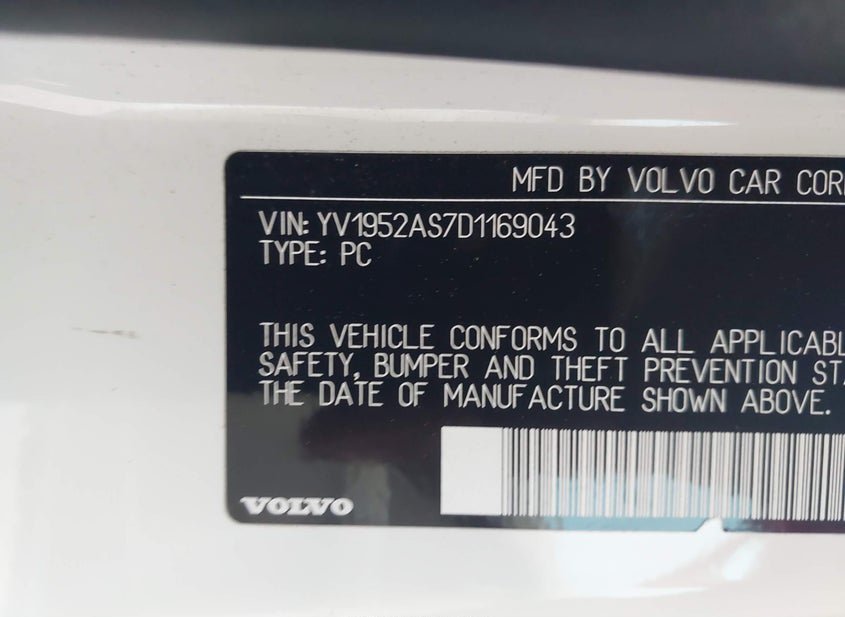 MFD BY VOLVO CAR COR
VIN: YV1952AS7D1169043
TYPE: PC
THIS VEHICLE CONFORMS TO ALL APPLICABL
SAFETY, BUMPER AND THEFT PREVENTION ST
THE DATE OF MANUFACTURE SHOWN ABOVE.
VOLVO